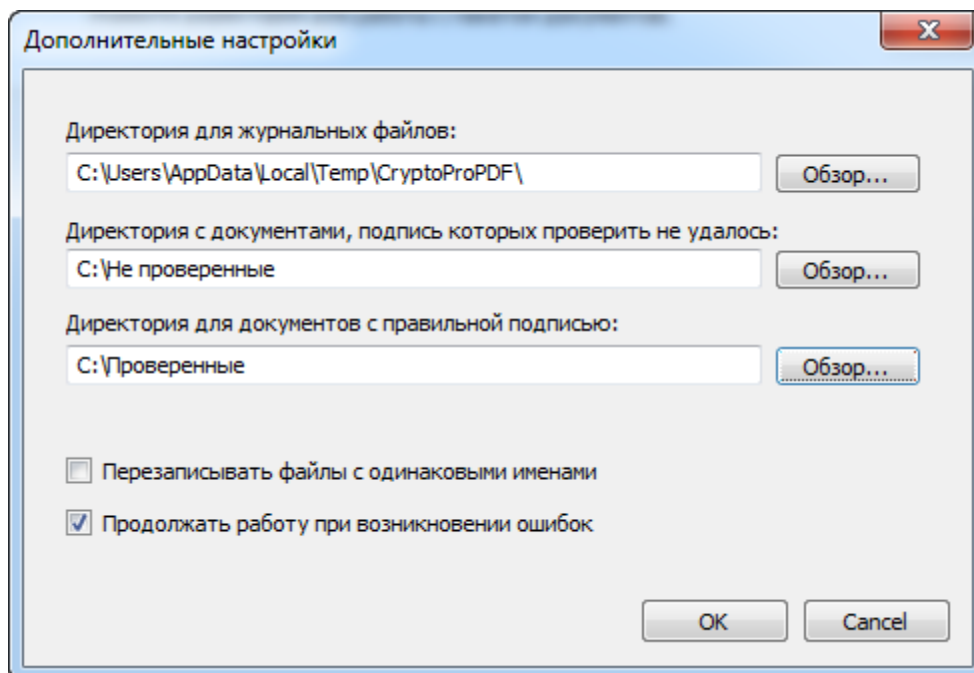 Дополнительные настройки
Директория для журнальных файлов:
C:\Users\AppData\Local\Temp\CryptoProPDF\
Обзор...
Директория с документами, подпись которых проверить не удалось:
C:\Не проверенные
Обзор...
Директория для документов с правильной подписью:
C:\Проверенные
Обзор...
Перезаписывать файлы с одинаковыми именами
Продолжать работу при возникновении ошибок
OK
Cancel